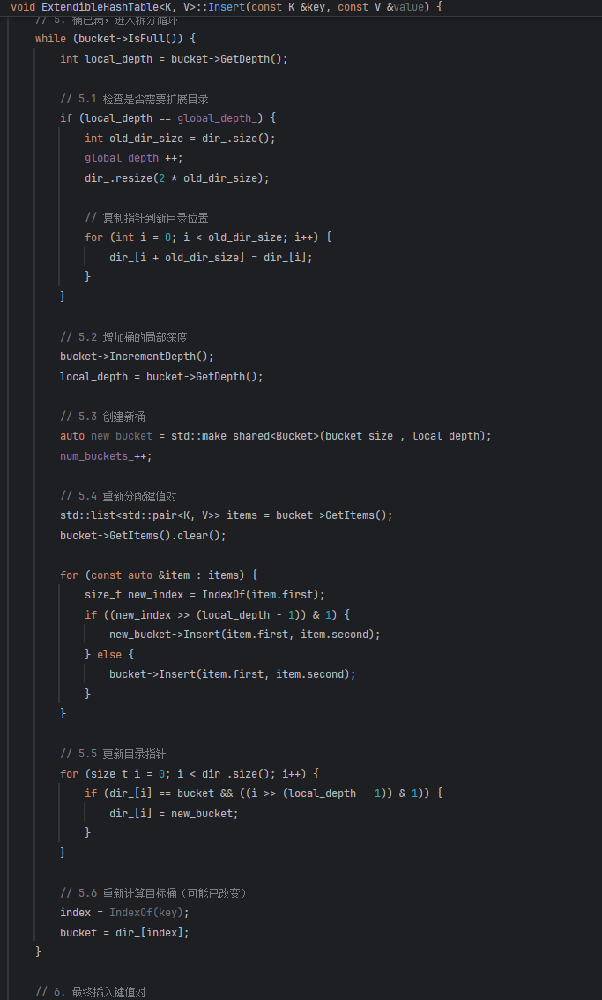 void ExtendibleHashTable<K, V>::Insert(const K &key, const V &value) {
// 5. 桶已满，进入拆分循环
while (bucket->IsFull()) {
int local_depth = bucket->GetDepth();
// 5.1 检查是否需要扩展目录
if (local_depth == global_depth_) {
int old_dir_size = dir_.size();
global_depth_++;
dir_.resize(2 * old_dir_size);
// 复制指针到新目录位置
for (int i = 0; i < old_dir_size; i++) {
dir_[i + old_dir_size] = dir_[i];
}
}
// 5.2 增加桶的局部深度
bucket->IncrementDepth();
local_depth = bucket->GetDepth();
// 5.3 创建新桶
auto new_bucket = std::make_shared<Bucket>(bucket_size_, local_depth);
num_buckets_++;
// 5.4 重新分配键值对
std::list<std::pair<K, V>> items = bucket->GetItems();
bucket->GetItems().clear();
for (const auto &item : items) {
size_t new_index = IndexOf(item.first);
if ((new_index >> (local_depth - 1)) & 1) {
new_bucket->Insert(item.first, item.second);
} else {
bucket->Insert(item.first, item.second);
}
}
// 5.5 更新目录指针
for (size_t i = 0; i < dir_.size(); i++) {
if (dir_[i] == bucket && ((i >> (local_depth - 1)) & 1)) {
dir_[i] = new_bucket;
}
}
// 5.6 重新计算目标桶（可能已改变）
index = IndexOf(key);
bucket = dir_[index];
}
// 6. 最终插入键值对